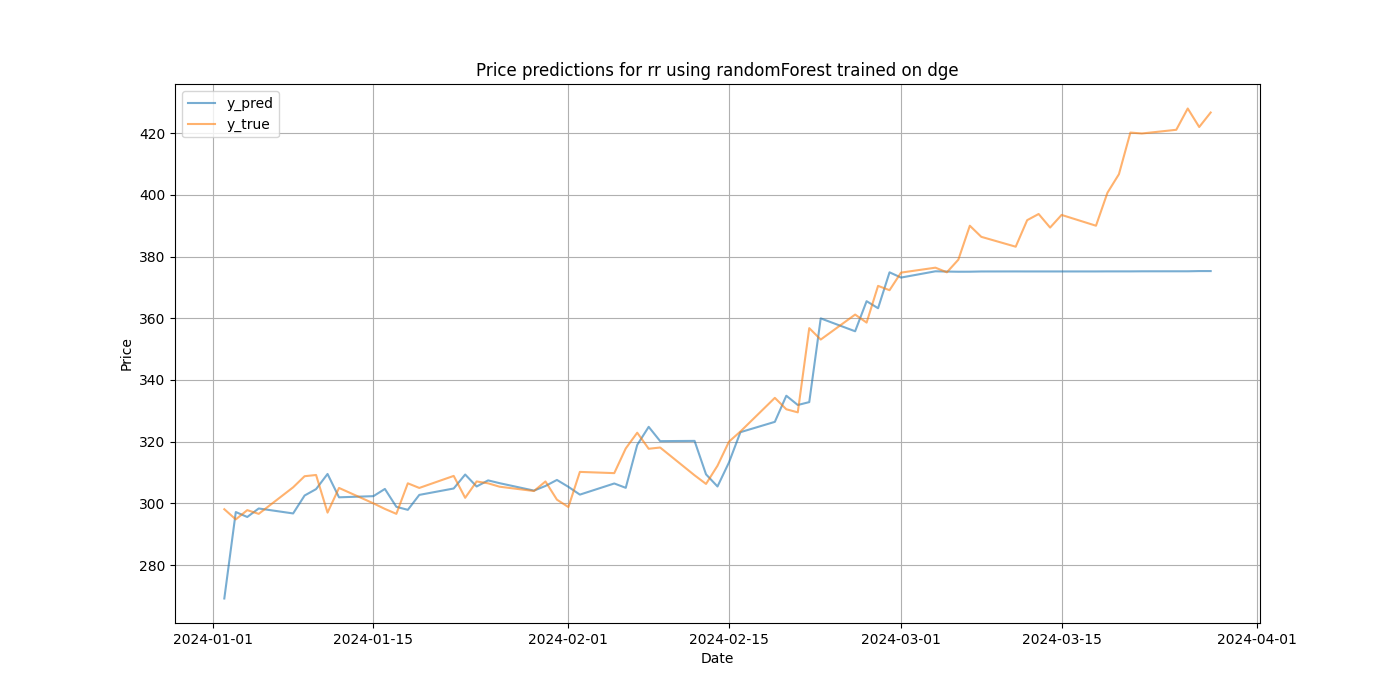 Price predictions for rr using randomForest trained on dge
y_pred
y_true
420
400
380
360
340
320
300
280
Price
2024-01-01 2024-01-15 2024-02-01 2024-02-15 2024-03-01 2024-03-15 2024-04-01
Date